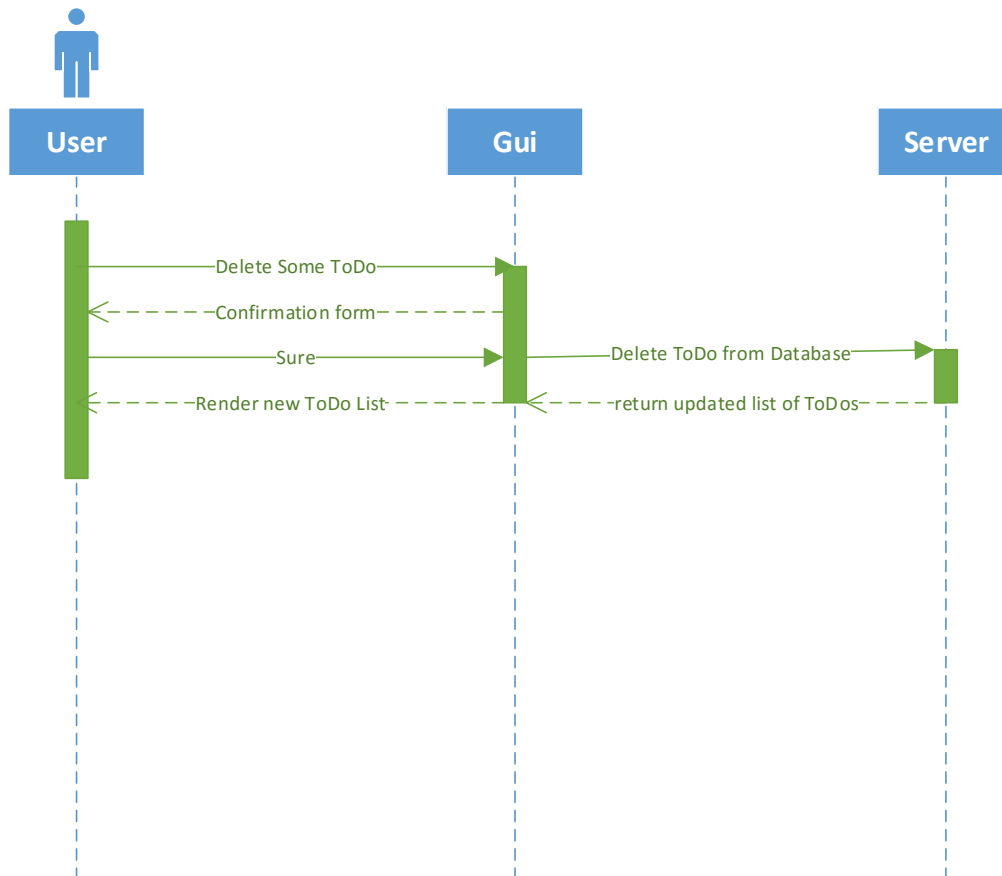 User
Gui
Server
Delete Some ToDo
Confirmation form
Sure
Delete ToDo from Database
Render new ToDo List
return updated list of ToDos